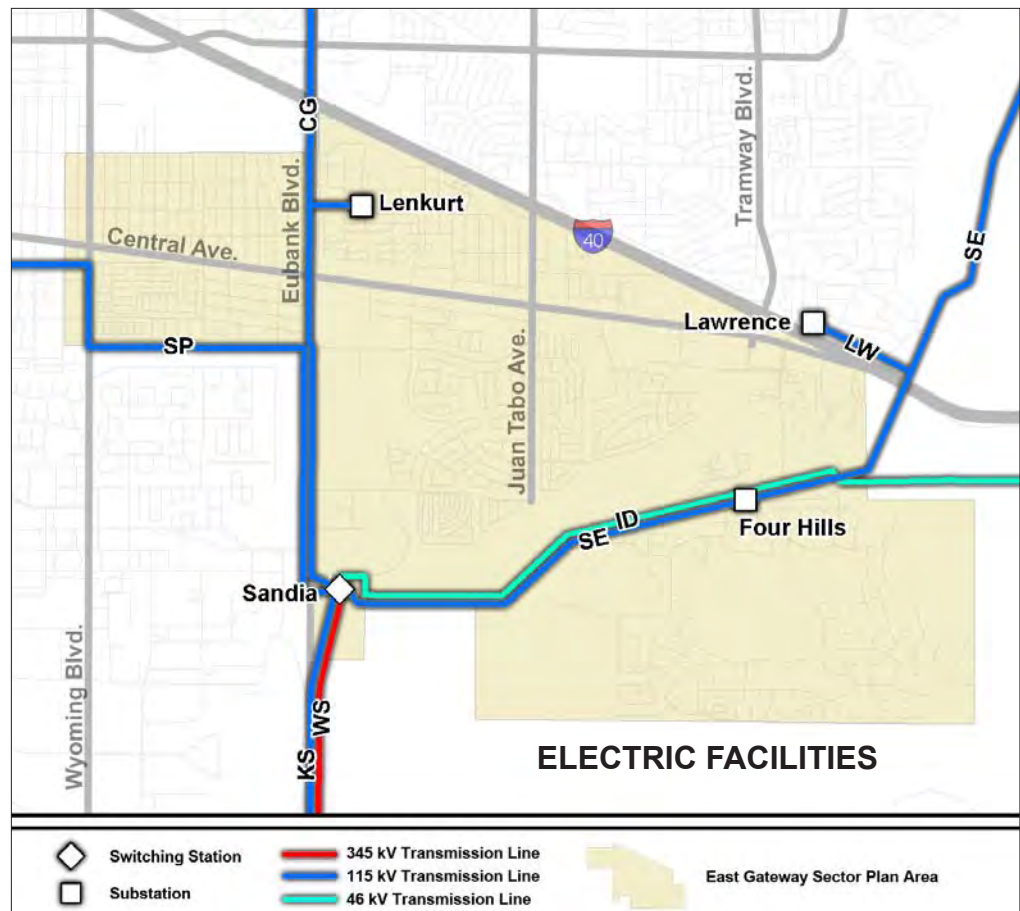 CG
Eubank Blvd.
Lenkurt
Central Ave.
40
Tramway Blvd.
SE
Lawrence
LW
SP
Juan Tabo Ave.
ID
SE
Four Hills
Sandia
Wyoming Blvd.
KS
WS
ELECTRIC FACILITIES
Switching Station
Substation
345 kV Transmission Line
115 kV Transmission Line
46 kV Transmission Line
East Gateway Sector Plan Area